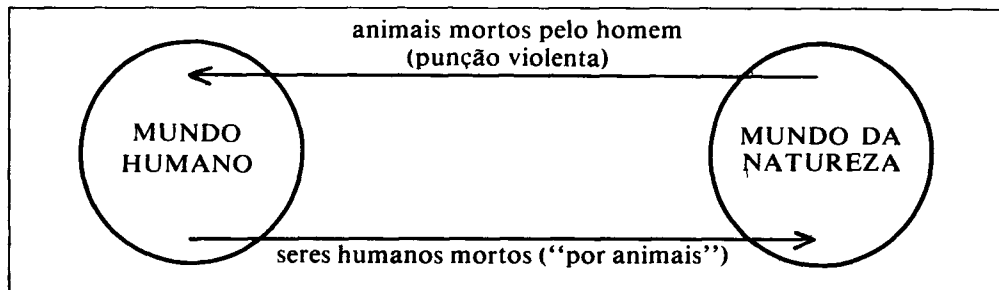 animais mortos pelo homem
(punção violenta)
MUNDO
HUMANO
MUNDO DA
NATUREZA
seres humanos mortos (“por animais”)